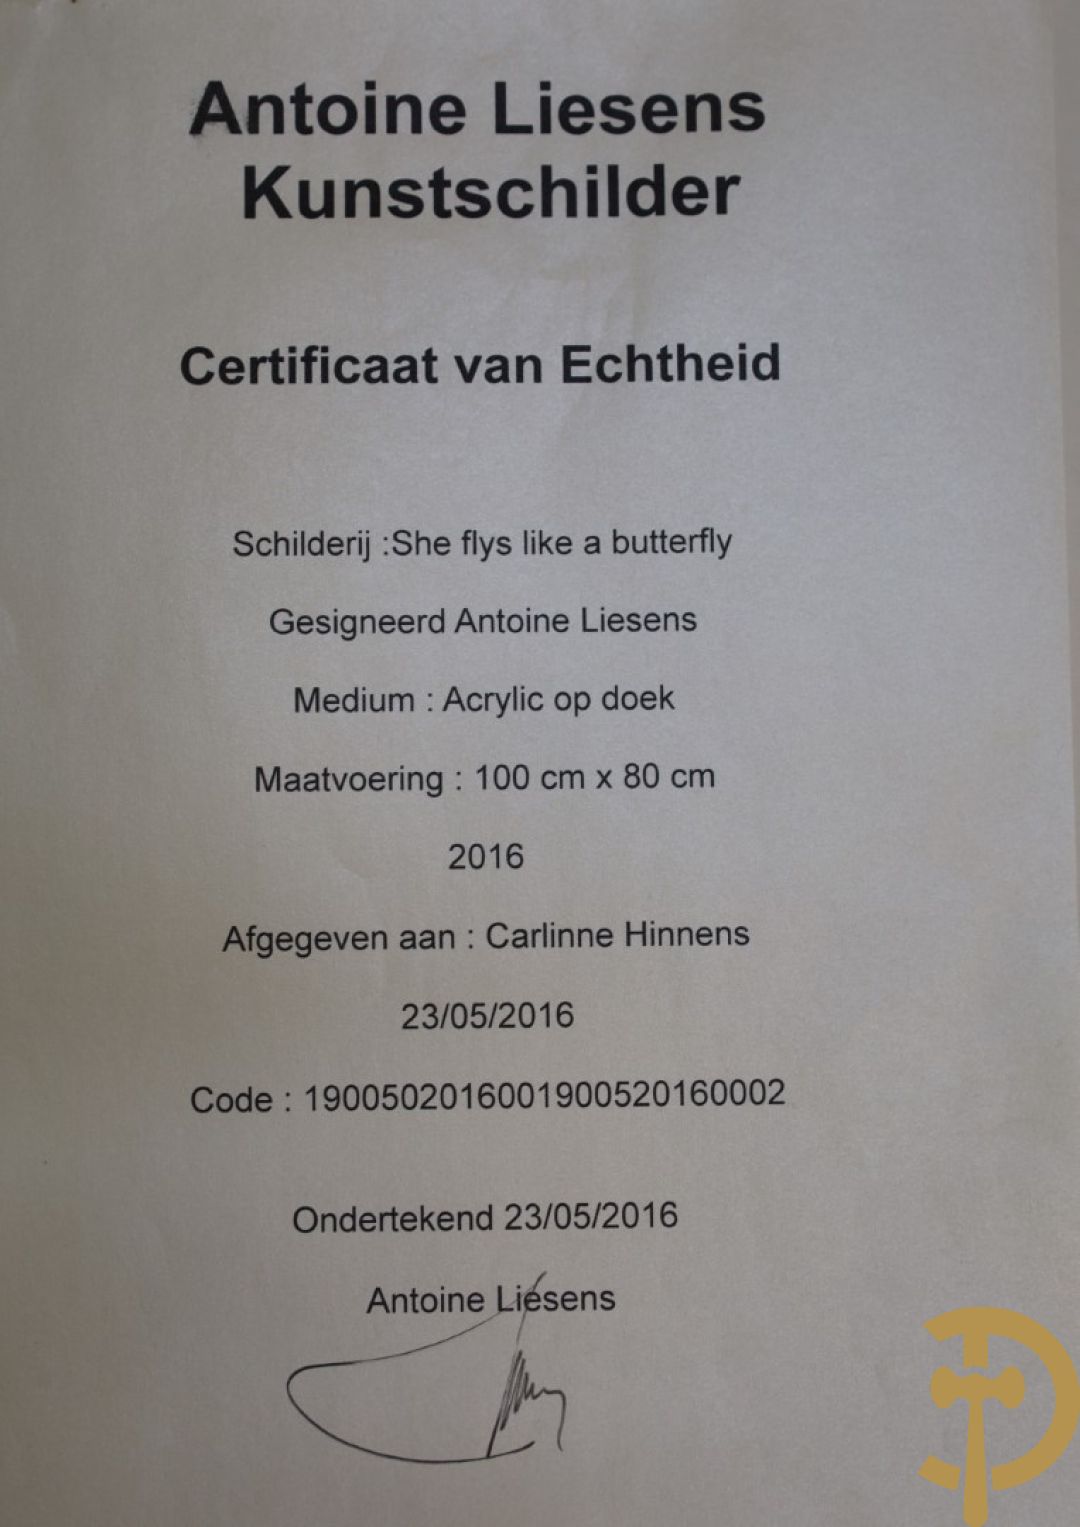 Antoine Liesens
Kunstschilder
Certificaat van Echtheid
Schilderij :She flys like a butterfly
Gesigneerd Antoine Liesens
Medium : Acrylic op doek
Maatvoering : 100 cm x 80 cm
2016
Afgegeven aan : Carlinne Hinnens
23/05/2016
Code : 1900502016001900520160002
Ondertekend 23/05/2016
Antoine Liesens